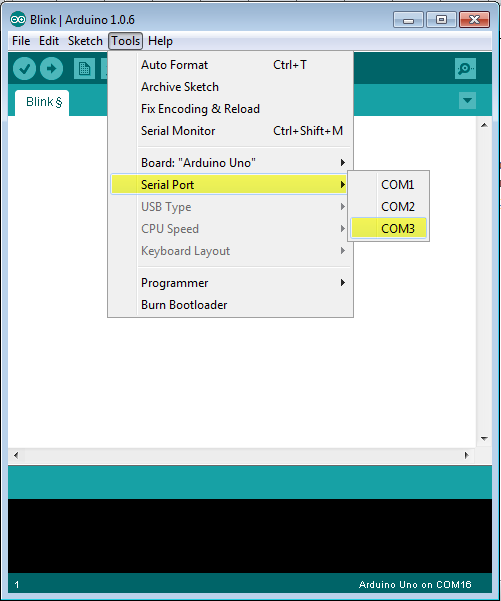 Blink | Arduino 1.0.6
File Edit Sketch Tools Help
Auto Format Ctrl+T
Archive Sketch
Fix Encoding & Reload
Serial Monitor Ctrl+Shift+M
Board: "Arduino Uno"
Serial Port
USB Type
CPU Speed
Keyboard Layout
Programmer
Burn Bootloader
COM1
COM2
COM3
Blink §
1 Arduino Uno on COM16